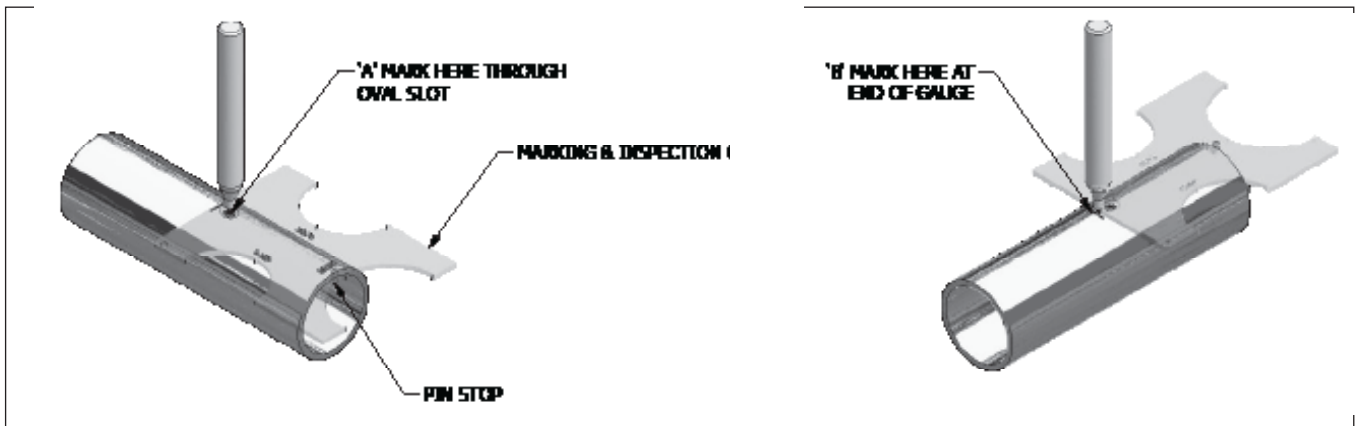 'A' MARK HERE THROUGH
OVAL SLOT
MARKING & INSPECTION
PIN STOP
'B' MARK HERE AT
END OF GAUGE